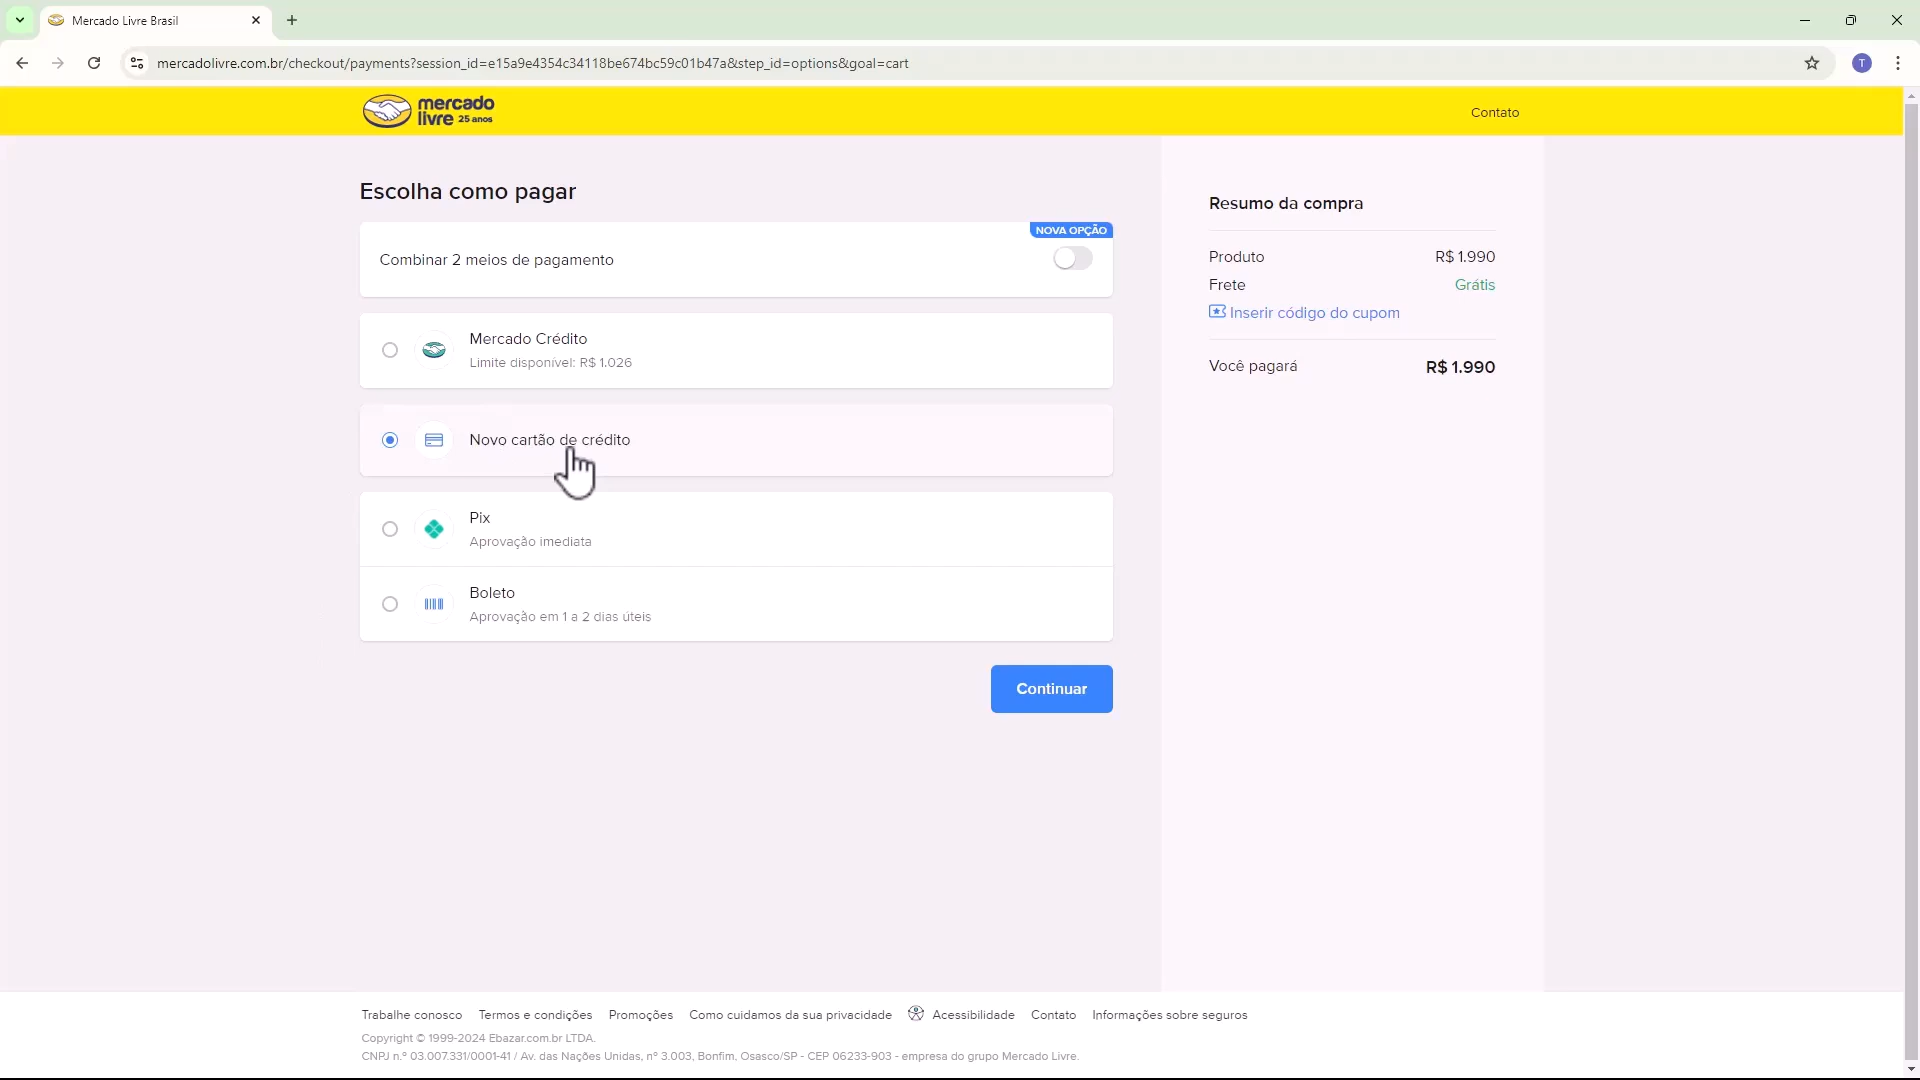 Mercado Livre Brasil
mercadolivre.com.br/checkout/payments?session_id=e15a9e4354c34118be674bc59c01b47a&step_id=options&goal=cart
T
mercado
livre 25 anos
Contato
Escolha como pagar
NOVA OPÇÃO
Combinar 2 meios de pagamento
Mercado Crédito
Limite disponível: R$ 1.026
Novo cartão de crédito
Pix
Aprovação imediata
Boleto
Aprovação em 1 a 2 dias úteis
Continuar
Resumo da compra
Produto R$ 1.990
Frete Grátis
Inserir código do cupom
Você pagará R$ 1.990
Trabalhe conosco Termos e condições Promoções Como cuidamos da sua privacidade Acessibilidade Contato Informações sobre seguros
Copyright © 1999-2024 Ebazar.com.br LTDA.
CNPJ n.º 03.007.331/0001-41 / Av. das Nações Unidas, nº 3.003, Bonfim, Osasco/SP - CEP 06233-903 - empresa do grupo Mercado Livre.